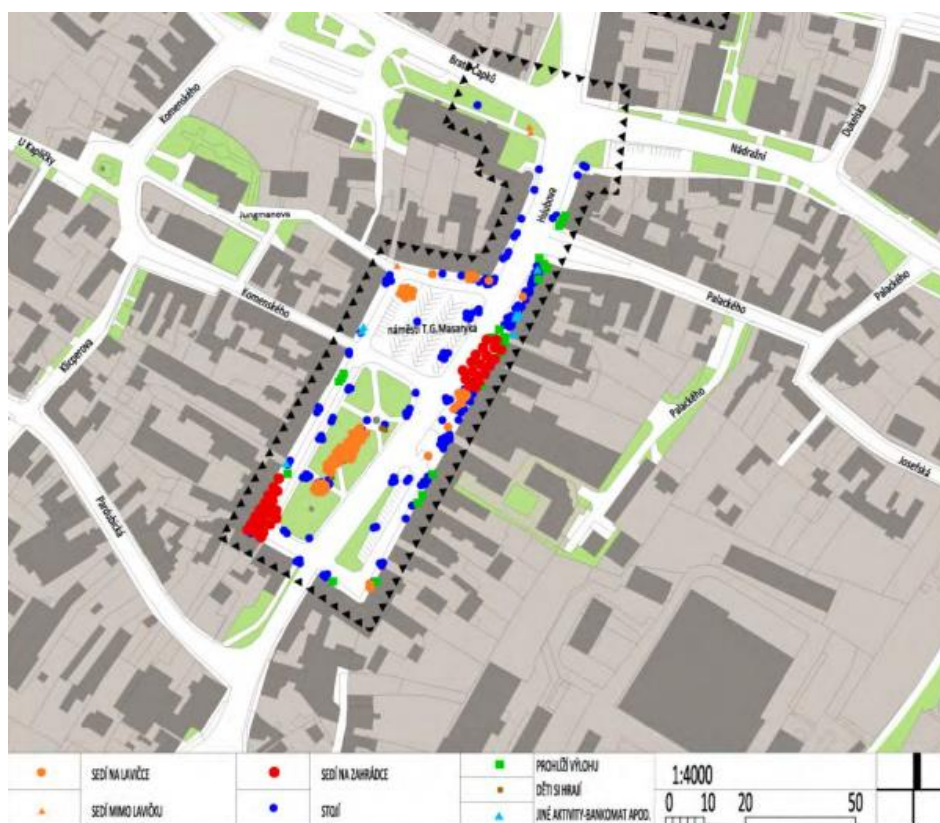 Bratří Čapků
Komenského
Dukelská
U Kapličky
Nádražní
Holubova
Jungmanova
Komenského
Palackého
Palackého
náměstí T.G.Masaryka
Klicperova
Palackého
Josefská
Pardubická
SEDÍ NA LAVIČCE
SEDÍ NA ZAHRÁDCE
PROHLÍŽÍ VÝLOHU
1:4000
DĚTI SI HRAJÍ
SEDÍ MIMO LAVIČKU
STOJÍ
JINÉ AKTIVITY-BANKOMAT APOD.
0 10 20 50